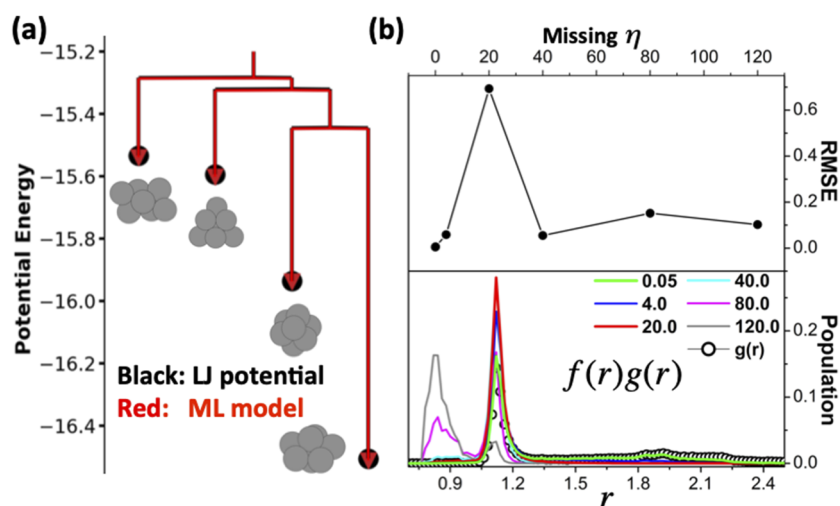 (a)
−15.2
−15.4
−15.6
−15.8
−16.0
−16.2
−16.4
Potential Energy
Black: LJ potential
Red: ML model
(b)
Missing η
0 20 40 60 80 100 120
0.6
0.4
0.2
0.0
RMSE
0.05 40.0
4.0 80.0
20.0 120.0
g(r)
f(r)g(r)
0.2
0.1
0.0
Population
0.9 1.2 1.5 1.8 2.1 2.4
r